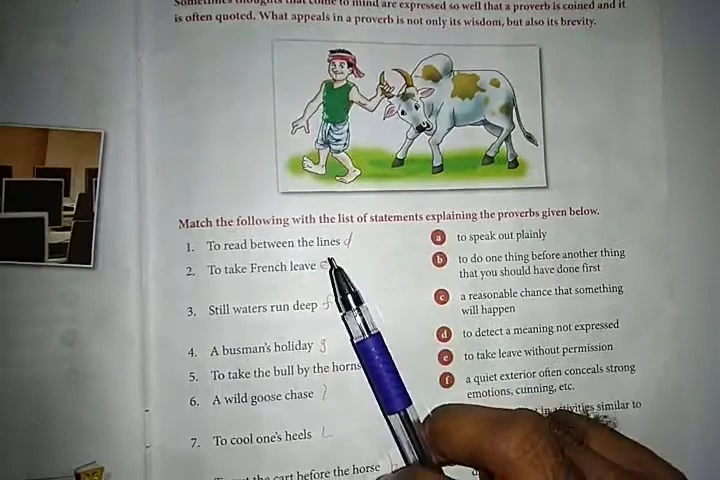 Sometimes thoughts that come to mind are expressed so well that a proverb is coined and it
is often quoted. What appeals in a proverb is not only its wisdom, but also its brevity.
Match the following with the list of statements explaining the proverbs given below.
1. To read between the lines d
2. To take French leave e
3. Still waters run deep f
4. A busman's holiday g
5. To take the bull by the horns
6. A wild goose chase
7. To cool one's heels
the cart before the horse
a to speak out plainly
b to do one thing before another thing
that you should have done first
c a reasonable chance that something
will happen
d to detect a meaning not expressed
e to take leave without permission
f a quiet exterior often conceals strong
emotions, cunning, etc.
similar to